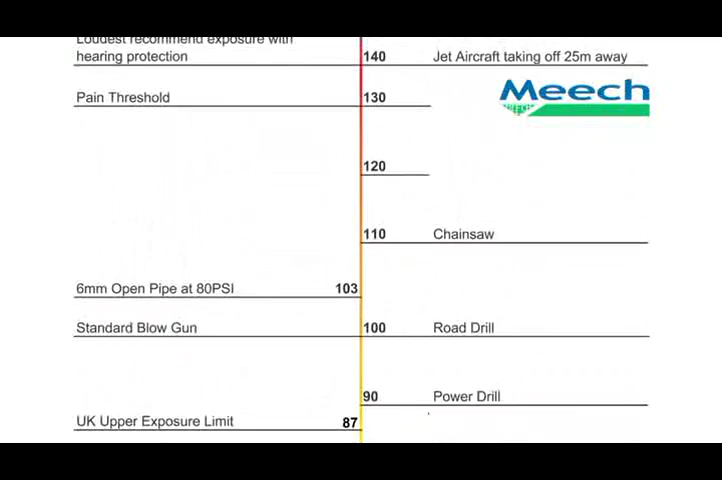 Loudest recommend exposure with
hearing protection 140 Jet Aircraft taking off 25m away
Meech
Pain Threshold 130
120
110 Chainsaw
6mm Open Pipe at 80PSI 103
Standard Blow Gun 100 Road Drill
90 Power Drill
UK Upper Exposure Limit 87